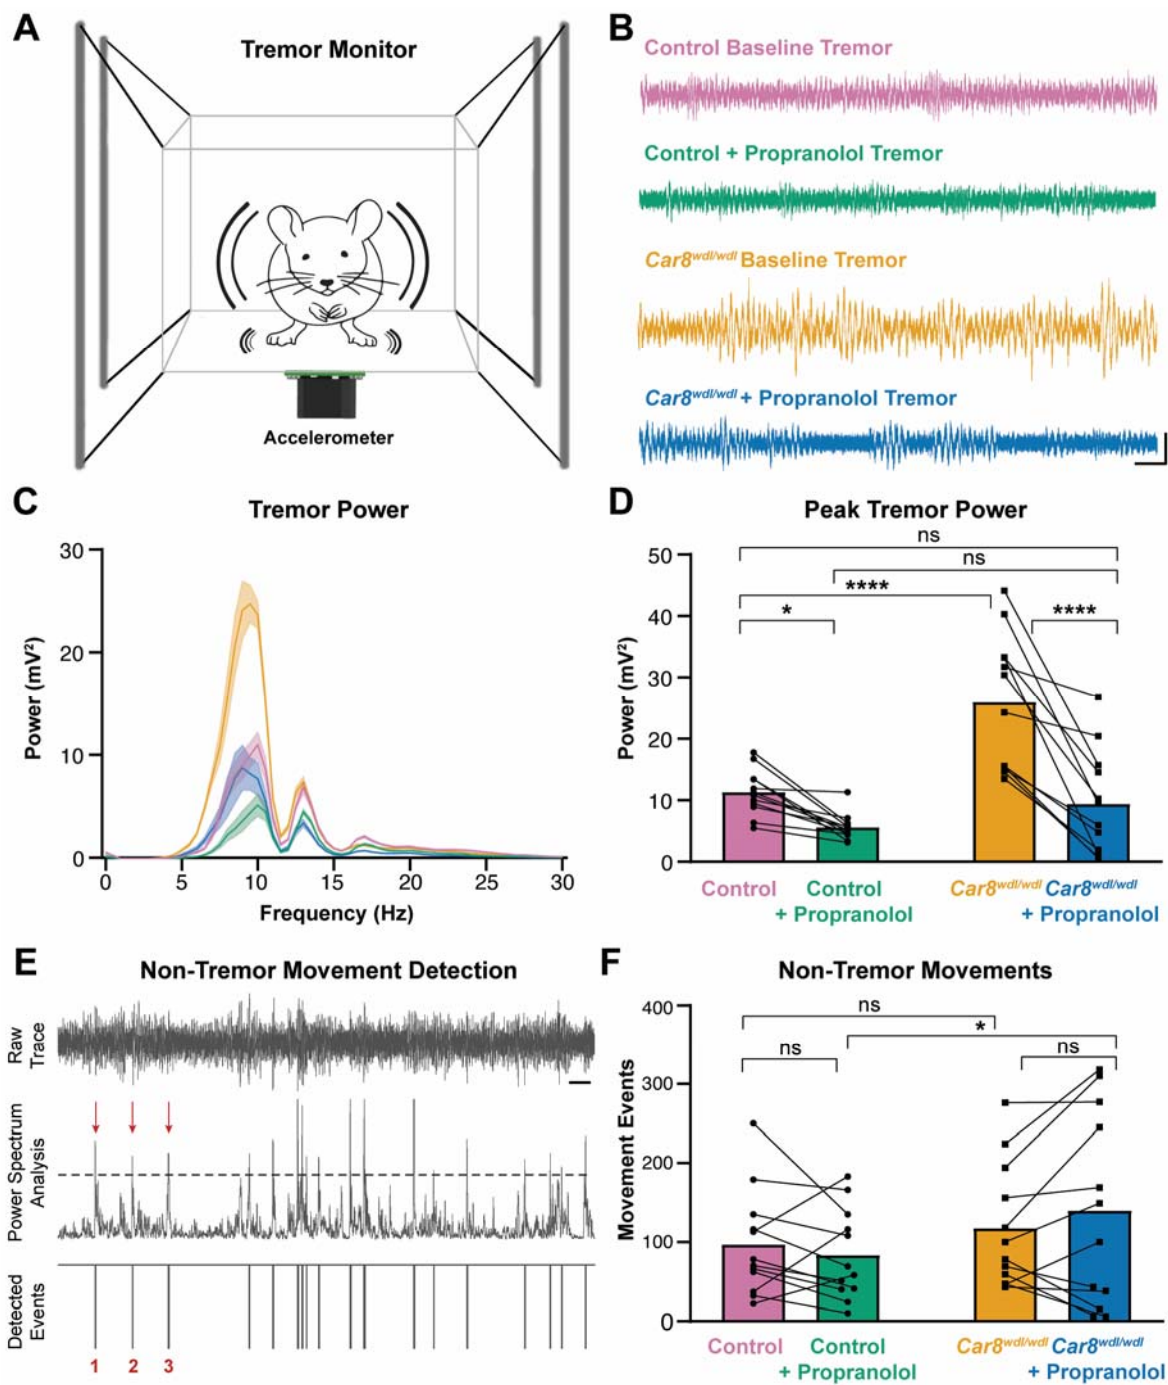 A
Tremor Monitor
Accelerometer
B
Control Baseline Tremor
Control + Propranolol Tremor
Car8wdl/wdl Baseline Tremor
Car8wdl/wdl + Propranolol Tremor
C
Tremor Power
Power (mV²)
30
20
10
0
0 5 10 15 20 25 30
Frequency (Hz)
D
Peak Tremor Power
ns
ns
****
* ****
Power (mV²)
50
40
30
20
10
0
Control
Control
+ Propranolol
Car8wdl/wdl
Car8wdl/wdl
+ Propranolol
E
Non-Tremor Movement Detection
Raw
Trace
Power Spectrum
Analysis
Detected
Events
1 2 3
F
Non-Tremor Movements
ns
*
ns ns
Movement Events
400
300
200
100
0
Control
Control
+ Propranolol
Car8wdl/wdl
Car8wdl/wdl
+ Propranolol